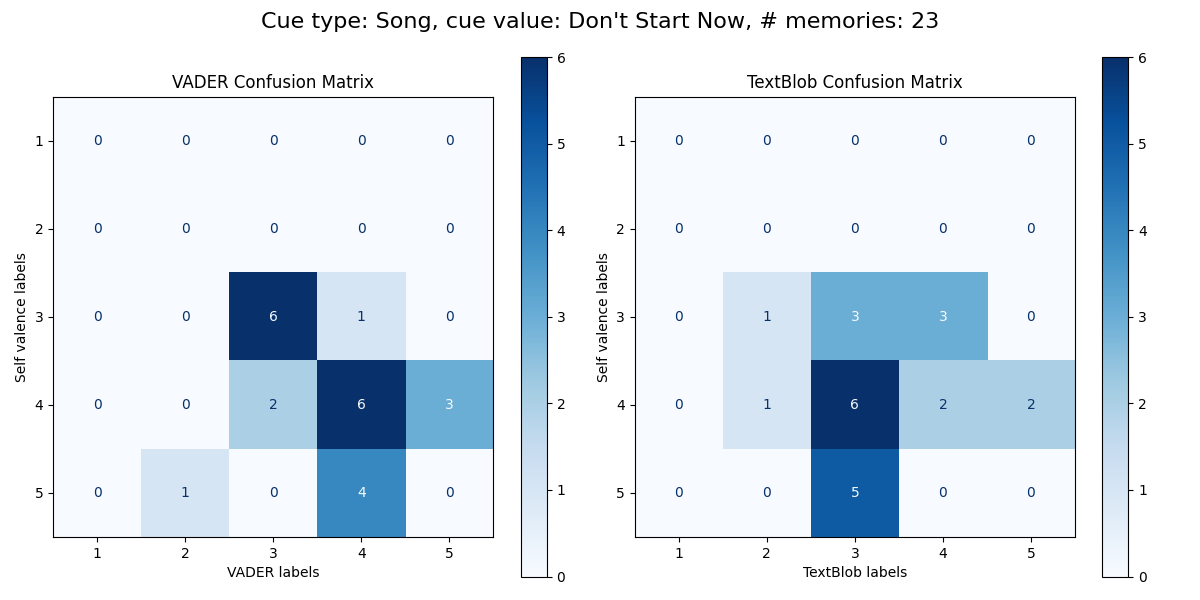 Cue type: Song, cue value: Don't Start Now, # memories: 23
VADER Confusion Matrix
Self valence labels
1 0 0 0 0 0
2 0 0 0 0 0
3 0 0 6 1 0
4 0 0 2 6 3
5 0 1 0 4 0
1 2 3 4 5
VADER labels
6
5
4
3
2
1
0
TextBlob Confusion Matrix
Self valence labels
1 0 0 0 0 0
2 0 0 0 0 0
3 0 1 3 3 0
4 0 1 6 2 2
5 0 0 5 0 0
1 2 3 4 5
TextBlob labels
6
5
4
3
2
1
0